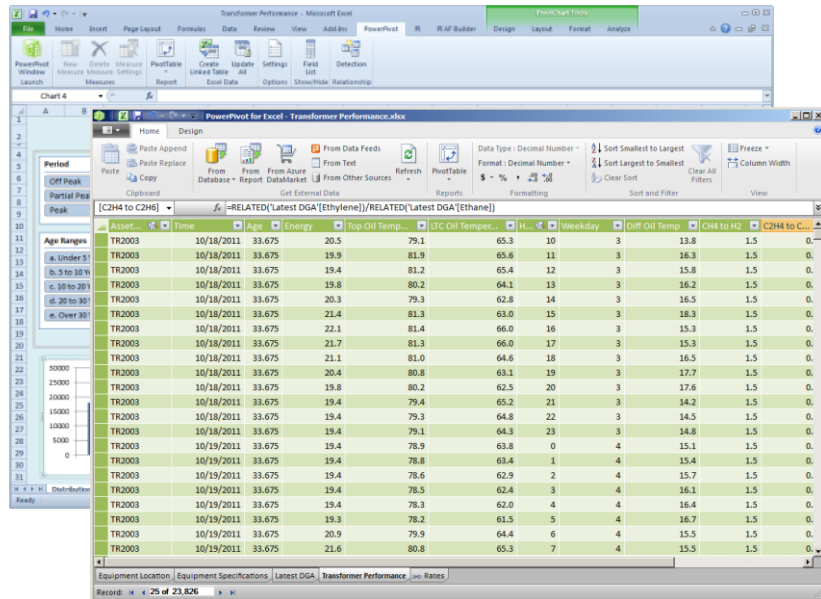 Transformer Performance - Microsoft Excel PivotChart Tools
File Home Insert Page Layout Formulas Data Review View Add-Ins PowerPivot PI PI AF Builder Design Layout Format Analyze
PowerPivot Window New Measure Delete Measure Measure Settings PivotTable Create Linked Table Update All Settings Field List Detection
Launch Measures Report Excel Data Options Show/Hide Relationship
Chart 4 fx
A B
PowerPivot for Excel - Transformer Performance.xlsx
Home Design
Paste Paste Append Paste Replace Copy From Database From Report From Azure DataMarket From Data Feeds From Text From Other Sources Refresh PivotTable Data Type : Decimal Number Format : Decimal Number $ % , Sort Smallest to Largest Sort Largest to Smallest Clear Sort Clear All Filters Freeze Column Width
Clipboard Get External Data Reports Formatting Sort and Filter View
[C2H4 to C2H6] fx =RELATED('Latest DGA'[Ethylene])/RELATED('Latest DGA'[Ethane])
Period
Off Peak
Partial Pea
Peak
Age Ranges
a. Under 5
b. 5 to 10 Y
c. 10 to 20 Y
d. 20 to 30
e. Over 30
30000
25000
20000
15000
10000
5000
0
Asset... Time Age Energy Top Oil Temp... LTC Oil Temper... H... Weekday Diff Oil Temp CH4 to H2 C2H4 to C...
TR2003 10/18/2011 33.675 20.5 79.1 65.3 10 3 13.8 1.5 0.
TR2003 10/18/2011 33.675 19.9 81.9 65.6 11 3 16.3 1.5 0.
TR2003 10/18/2011 33.675 19.4 81.2 65.4 12 3 15.8 1.5 0.
TR2003 10/18/2011 33.675 19.8 80.2 64.1 13 3 16.2 1.5 0.
TR2003 10/18/2011 33.675 20.3 79.3 62.8 14 3 16.5 1.5 0.
TR2003 10/18/2011 33.675 21.4 81.3 63.0 15 3 18.3 1.5 0.
TR2003 10/18/2011 33.675 22.1 81.4 66.0 16 3 15.3 1.5 0.
TR2003 10/18/2011 33.675 21.7 81.3 66.0 17 3 15.3 1.5 0.
TR2003 10/18/2011 33.675 21.1 81.0 64.6 18 3 16.5 1.5 0.
TR2003 10/18/2011 33.675 20.4 80.8 63.1 19 3 17.7 1.5 0.
TR2003 10/18/2011 33.675 19.8 80.2 62.5 20 3 17.6 1.5 0.
TR2003 10/18/2011 33.675 19.4 79.4 65.2 21 3 14.2 1.5 0.
TR2003 10/18/2011 33.675 19.4 79.3 64.8 22 3 14.5 1.5 0.
TR2003 10/18/2011 33.675 19.4 79.1 64.3 23 3 14.8 1.5 0.
TR2003 10/19/2011 33.675 19.4 78.9 63.8 0 4 15.1 1.5 0.
TR2003 10/19/2011 33.675 19.4 78.8 63.4 1 4 15.4 1.5 0.
TR2003 10/19/2011 33.675 19.4 78.6 62.9 2 4 15.7 1.5 0.
TR2003 10/19/2011 33.675 19.4 78.5 62.4 3 4 16.1 1.5 0.
TR2003 10/19/2011 33.675 19.4 78.3 62.0 4 4 16.4 1.5 0.
TR2003 10/19/2011 33.675 19.3 78.2 61.5 5 4 16.7 1.5 0.
TR2003 10/19/2011 33.675 20.9 79.9 64.4 6 4 15.5 1.5 0.
TR2003 10/19/2011 33.675 21.6 80.8 65.3 7 4 15.5 1.5 0.
Distribution
Ready
Equipment Location Equipment Specifications Latest DGA Transformer Performance Rates
Record: 25 of 23,826